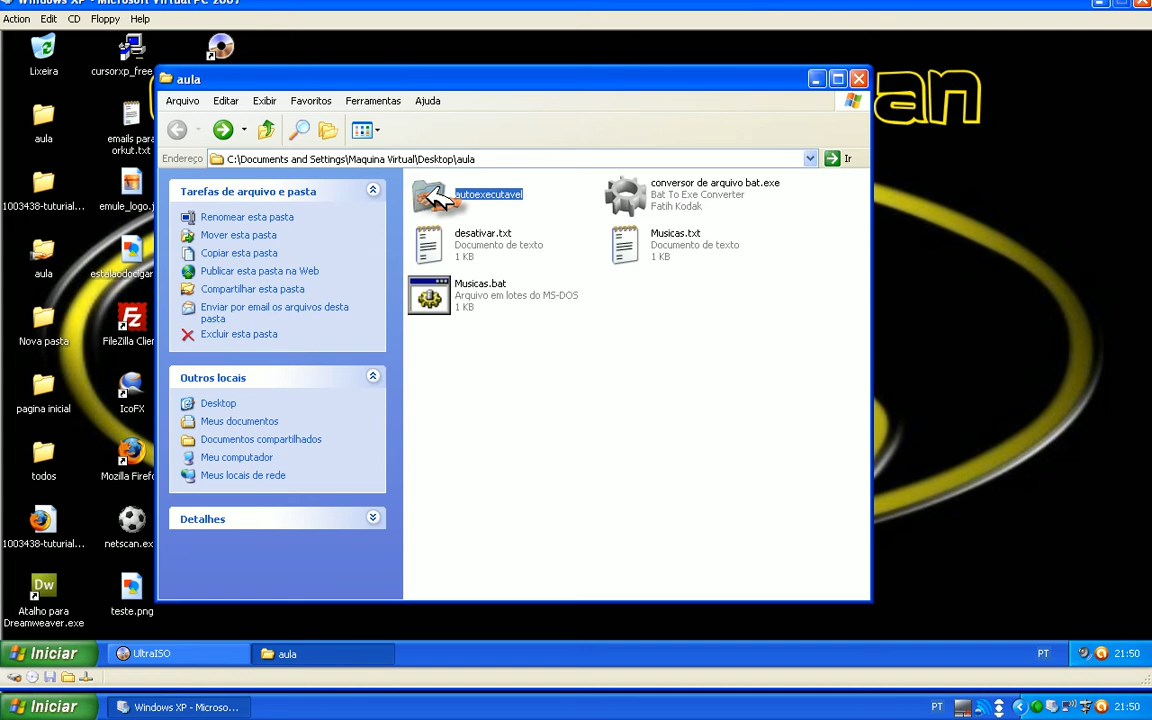 Windows XP - Microsoft Virtual PC 2007
Action Edit CD Floppy Help
an
Lixeira
cursorxp_free
aula
emails para
orkut.txt
1003438-tutorial...
emule_logo.j
aula
estalaodocigar
Nova pasta
FileZilla Clien
pagina inicial
IcoFX
todos
Mozilla Firefo
1003438-tutorial...
netscan.ex
Dw
Atalho para
Dreamweaver.exe
teste.png
aula
Arquivo Editar Exibir Favoritos Ferramentas Ajuda
Endereço C:\Documents and Settings\Maquina Virtual\Desktop\aula Ir
Tarefas de arquivo e pasta
Renomear esta pasta
Mover esta pasta
Copiar esta pasta
Publicar esta pasta na Web
Compartilhar esta pasta
Enviar por email os arquivos desta
pasta
Excluir esta pasta
Outros locais
Desktop
Meus documentos
Documentos compartilhados
Meu computador
Meus locais de rede
Detalhes
autoexecutavel
conversor de arquivo bat.exe
Bat To Exe Converter
Fatih Kodak
desativar.txt
Documento de texto
1 KB
Musicas.txt
Documento de texto
1 KB
Musicas.bat
Arquivo em lotes do MS-DOS
1 KB
Iniciar UltraISO aula PT 21:50
Iniciar Windows XP - Microso... PT 21:50